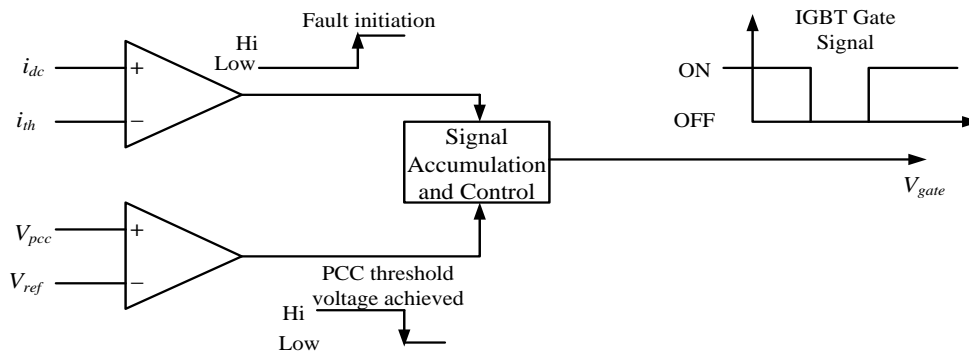 Fault initiation
Hi
Low
i_dc
+
i_th
−
IGBT Gate
Signal
ON
OFF
Signal
Accumulation
and Control
V_gate
V_pcc
+
V_ref
−
PCC threshold
voltage achieved
Hi
Low